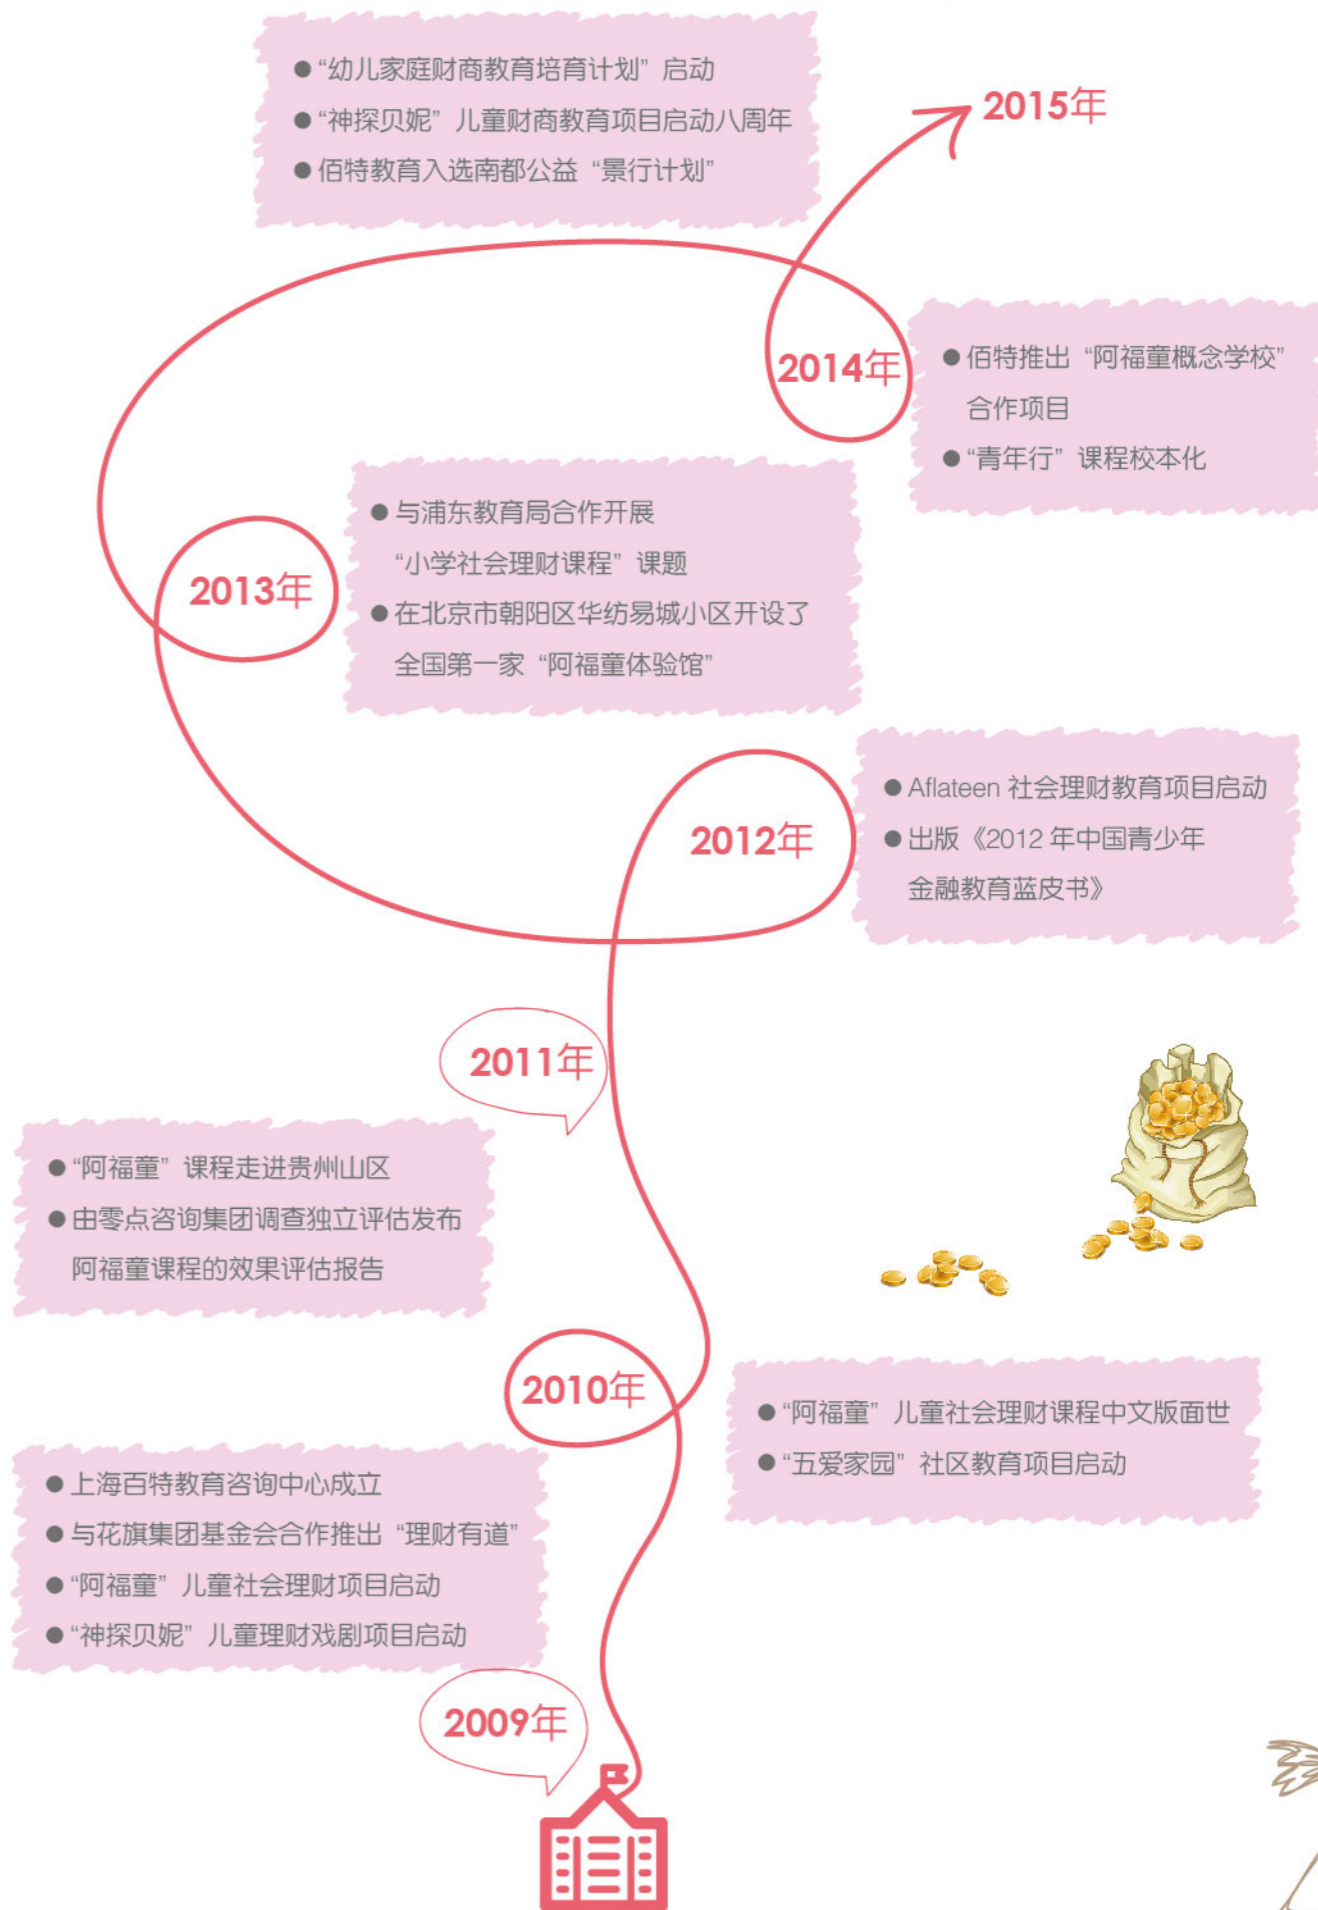 ● “幼儿家庭财商教育培育计划” 启动
● “神探贝妮” 儿童财商教育项目启动八周年
● 佰特教育入选南都公益 “景行计划”
2015年
2014年
● 佰特推出 “阿福童概念学校”
合作项目
● “青年行” 课程校本化
2013年
● 与浦东教育局合作开展
“小学社会理财课程” 课题
● 在北京市朝阳区华纺易城小区开设了
全国第一家 “阿福童体验馆”
2012年
● Aflateen 社会理财教育项目启动
● 出版《2012 年中国青少年
金融教育蓝皮书》
2011年
● “阿福童” 课程走进贵州山区
● 由零点咨询集团调查独立评估发布
阿福童课程的效果评估报告
2010年
● “阿福童” 儿童社会理财课程中文版面世
● “五爱家园” 社区教育项目启动
● 上海百特教育咨询中心成立
● 与花旗集团基金会合作推出 “理财有道”
● “阿福童” 儿童社会理财项目启动
● “神探贝妮” 儿童理财戏剧项目启动
2009年